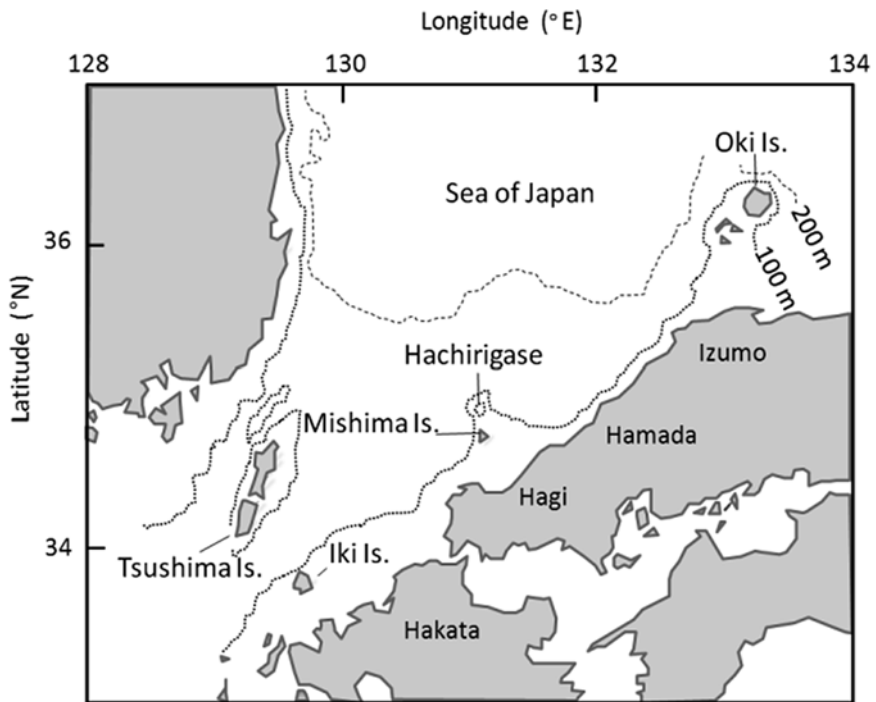 Longitude (°E)
128 130 132 134
Oki Is.
Sea of Japan
36
200 m
100 m
Latitude (°N)
Izumo
Hachirigase
Mishima Is.
Hamada
Hagi
34
Tsushima Is.
Iki Is.
Hakata